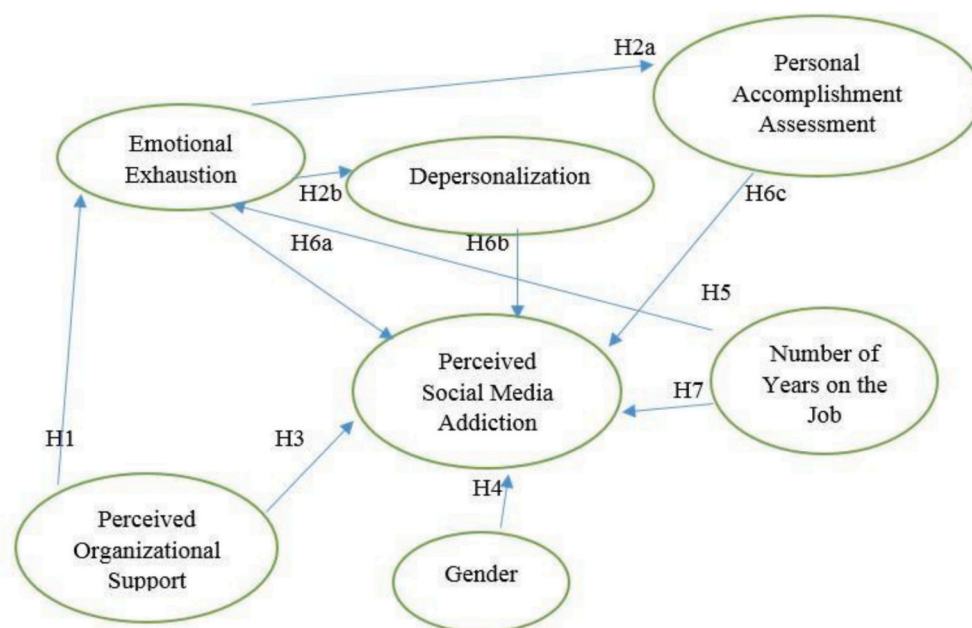 H2a
Personal
Accomplishment
Assessment
Emotional
Exhaustion
Depersonalization
H2b
H6c
H6a
H6b
H5
Perceived
Social Media
Addiction
Number of
Years on the
Job
H7
H1
H3
H4
Perceived
Organizational
Support
Gender